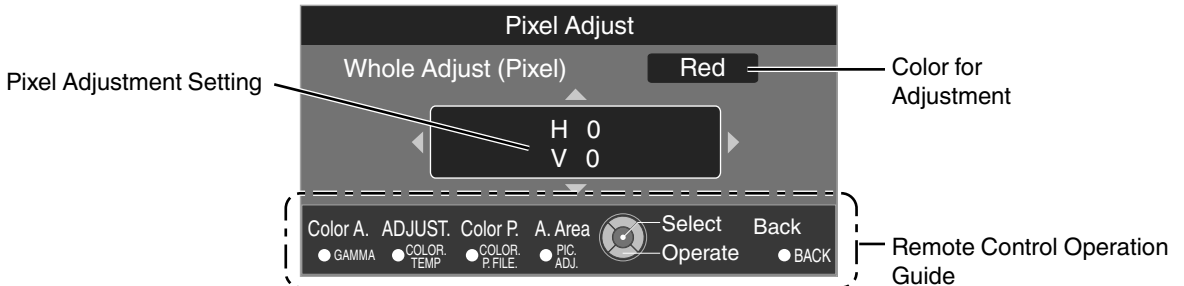 Pixel Adjust
Whole Adjust (Pixel) Red
Pixel Adjustment Setting
Color for
Adjustment
H 0
V 0
Color A. ADJUST. Color P. A. Area Select Back
GAMMA COLOR. TEMP COLOR. P. FILE. PIC. ADJ. Operate BACK
Remote Control Operation
Guide